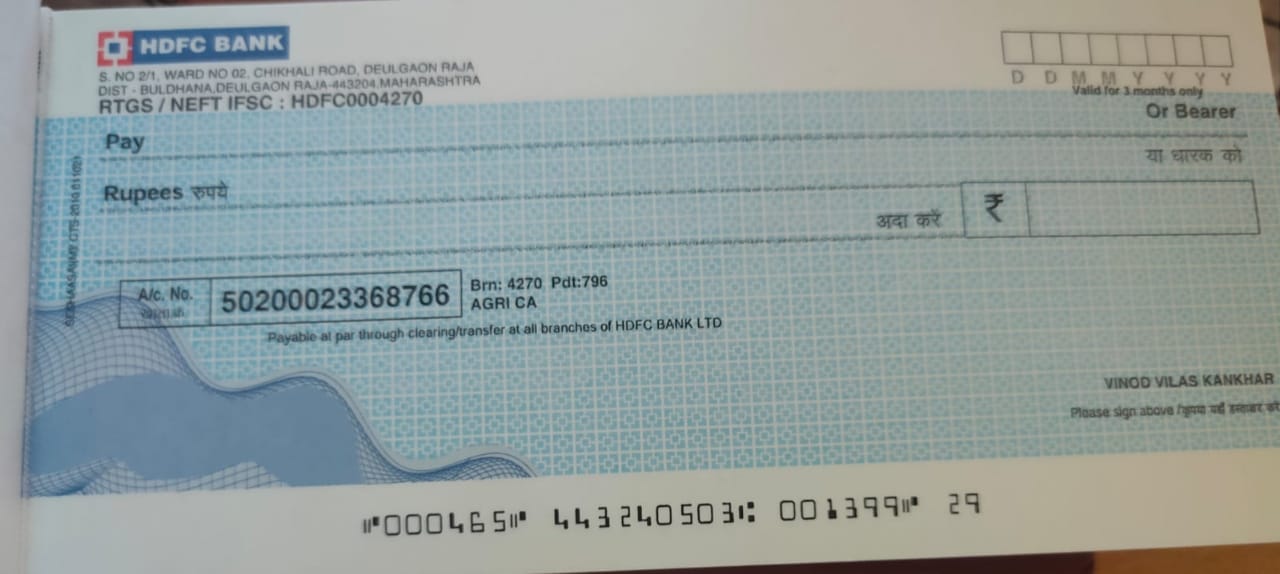 HDFC BANK
S. NO 2/1, WARD NO 02, CHIKHALI ROAD, DEULGAON RAJA
DIST - BULDHANA,DEULGAON RAJA-443204,MAHARASHTRA
RTGS / NEFT IFSC : HDFC0004270
D D M M Y Y Y Y
Valid for 3 months only
Pay
Or Bearer
या धारक को
Rupees रुपये
अदा करें
₹
A/c. No.
50200023368766
Brn: 4270 Pdt:796
AGRI CA
Payable at par through clearing/transfer at all branches of HDFC BANK LTD
VINOD VILAS KANKHAR
Please sign above /कृपया यहाँ हस्ताक्षर करें
⑈000465⑈ 443240503⑆ 001399⑈ 29